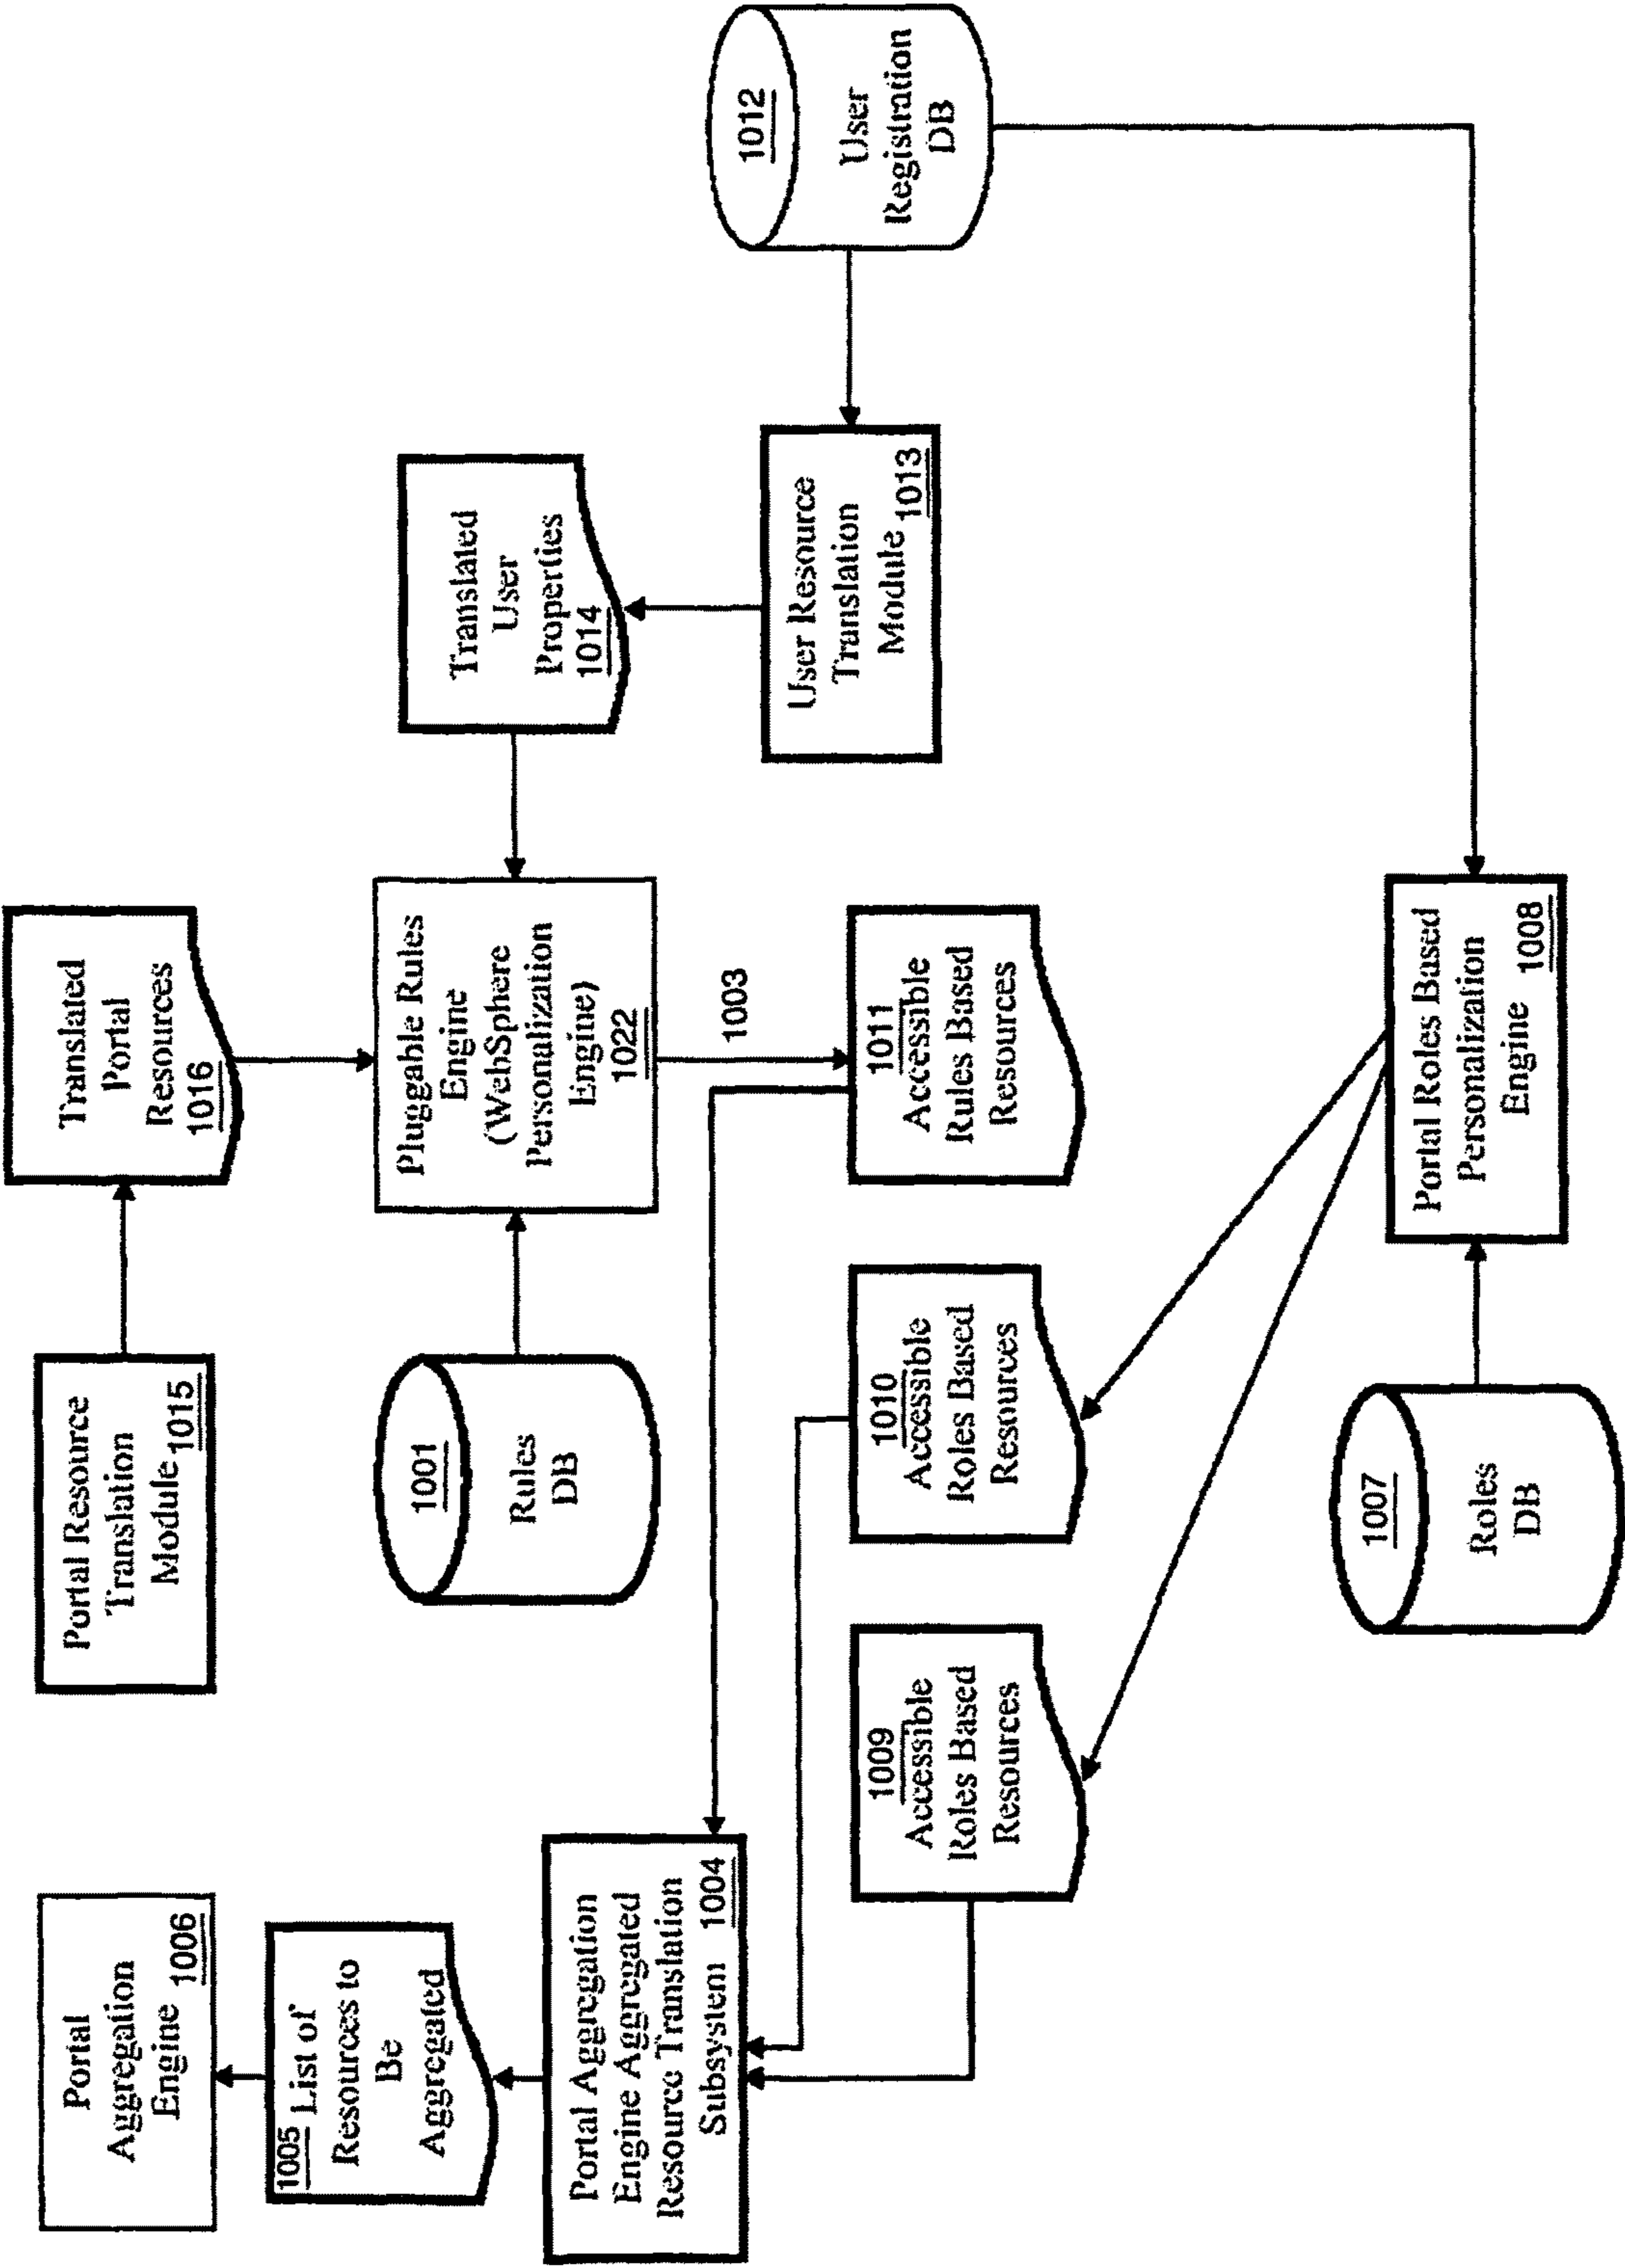 Portal
Aggregation
Engine 1006
1005 List of
Resources to
Be
Aggregated
Portal Aggregation
Engine Aggregated
Resource Translation
Subsystem 1004
Portal Resource
Translation
Module 1015
Translated
Portal
Resources
1016
1001
Rules
DB
Pluggable Rules
Engine
(WebSphere
Personalization
Engine)
1022
1003
Translated
User
Properties
1014
User Resource
Translation
Module 1013
1012
User
Registration
DB
1009
Accessible
Roles Based
Resources
1010
Accessible
Roles Based
Resources
1011
Accessible
Rules Based
Resources
1007
Roles
DB
Portal Roles Based
Personalization
Engine 1008